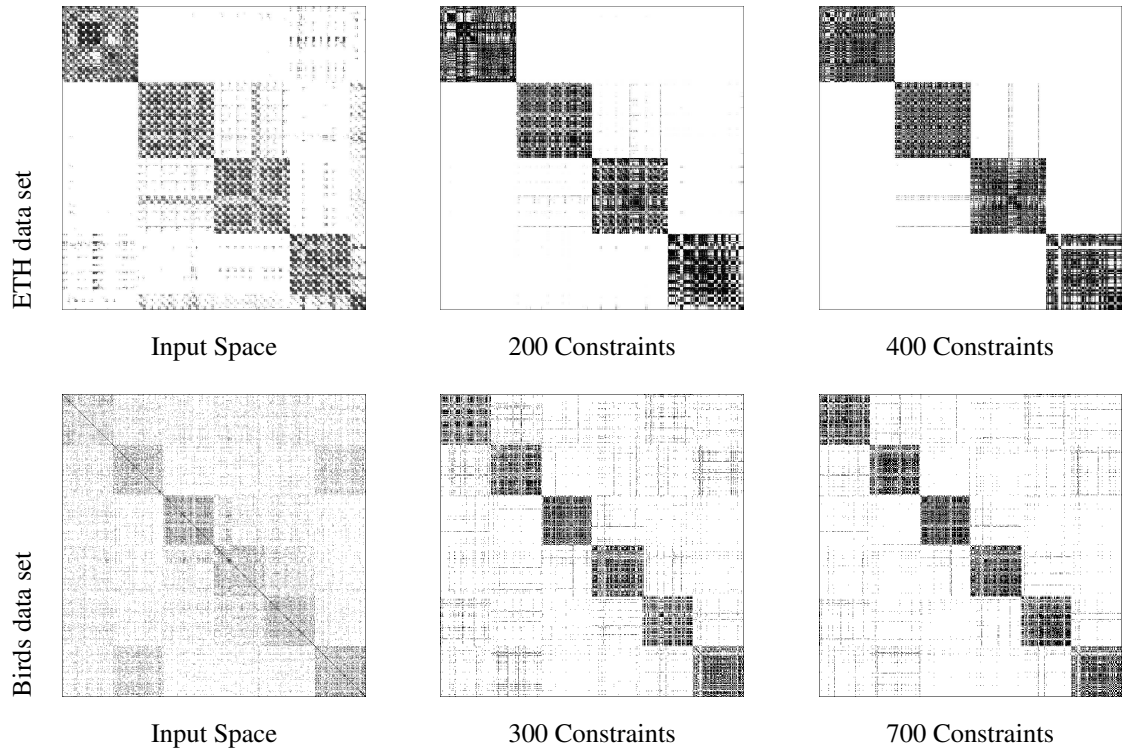 ETH data set
Input Space
200 Constraints
400 Constraints
Birds data set
Input Space
300 Constraints
700 Constraints